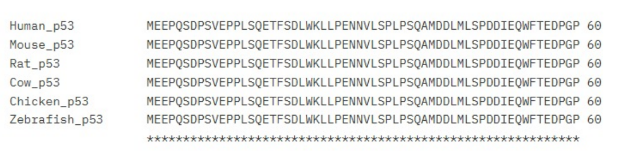 Human_p53 MEEPQSDPSVEPPLSQETFSDLWKLLPENNVLSPLPSQAMDDLMLSPDDIEQWFTEDPGP 60
Mouse_p53 MEEPQSDPSVEPPLSQETFSDLWKLLPENNVLSPLPSQAMDDLMLSPDDIEQWFTEDPGP 60
Rat_p53 MEEPQSDPSVEPPLSQETFSDLWKLLPENNVLSPLPSQAMDDLMLSPDDIEQWFTEDPGP 60
Cow_p53 MEEPQSDPSVEPPLSQETFSDLWKLLPENNVLSPLPSQAMDDLMLSPDDIEQWFTEDPGP 60
Chicken_p53 MEEPQSDPSVEPPLSQETFSDLWKLLPENNVLSPLPSQAMDDLMLSPDDIEQWFTEDPGP 60
Zebrafish_p53 MEEPQSDPSVEPPLSQETFSDLWKLLPENNVLSPLPSQAMDDLMLSPDDIEQWFTEDPGP 60
************************************************************